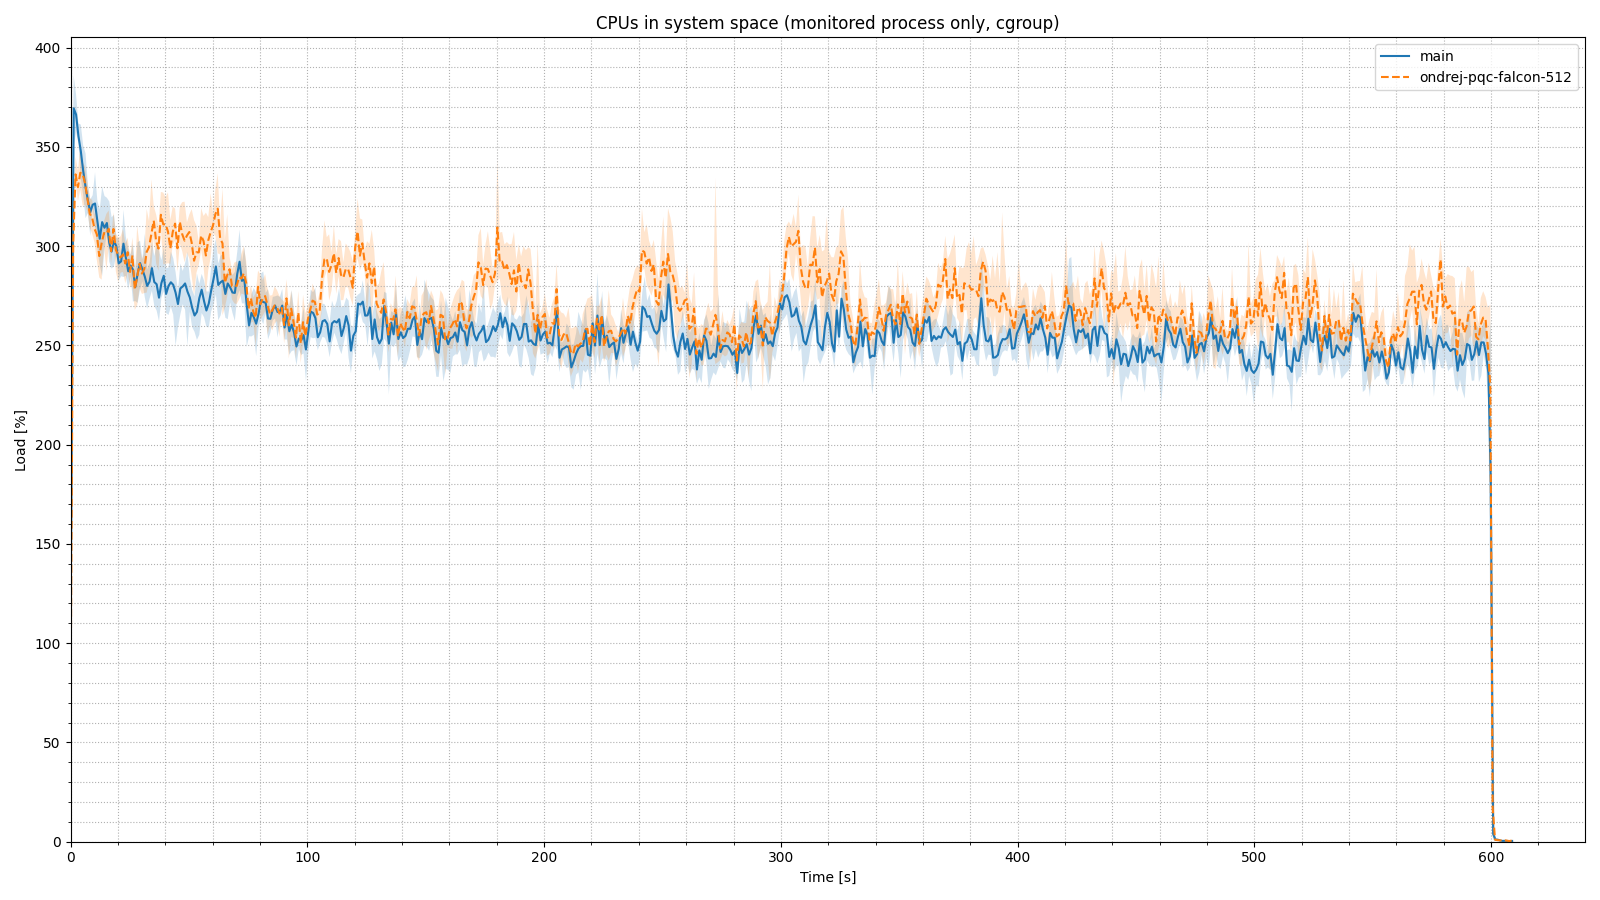 CPUs in system space (monitored process only, cgroup)
main
ondrej-pqc-falcon-512
Load [%]
400
350
300
250
200
150
100
50
0
0 100 200 300 400 500 600
Time [s]